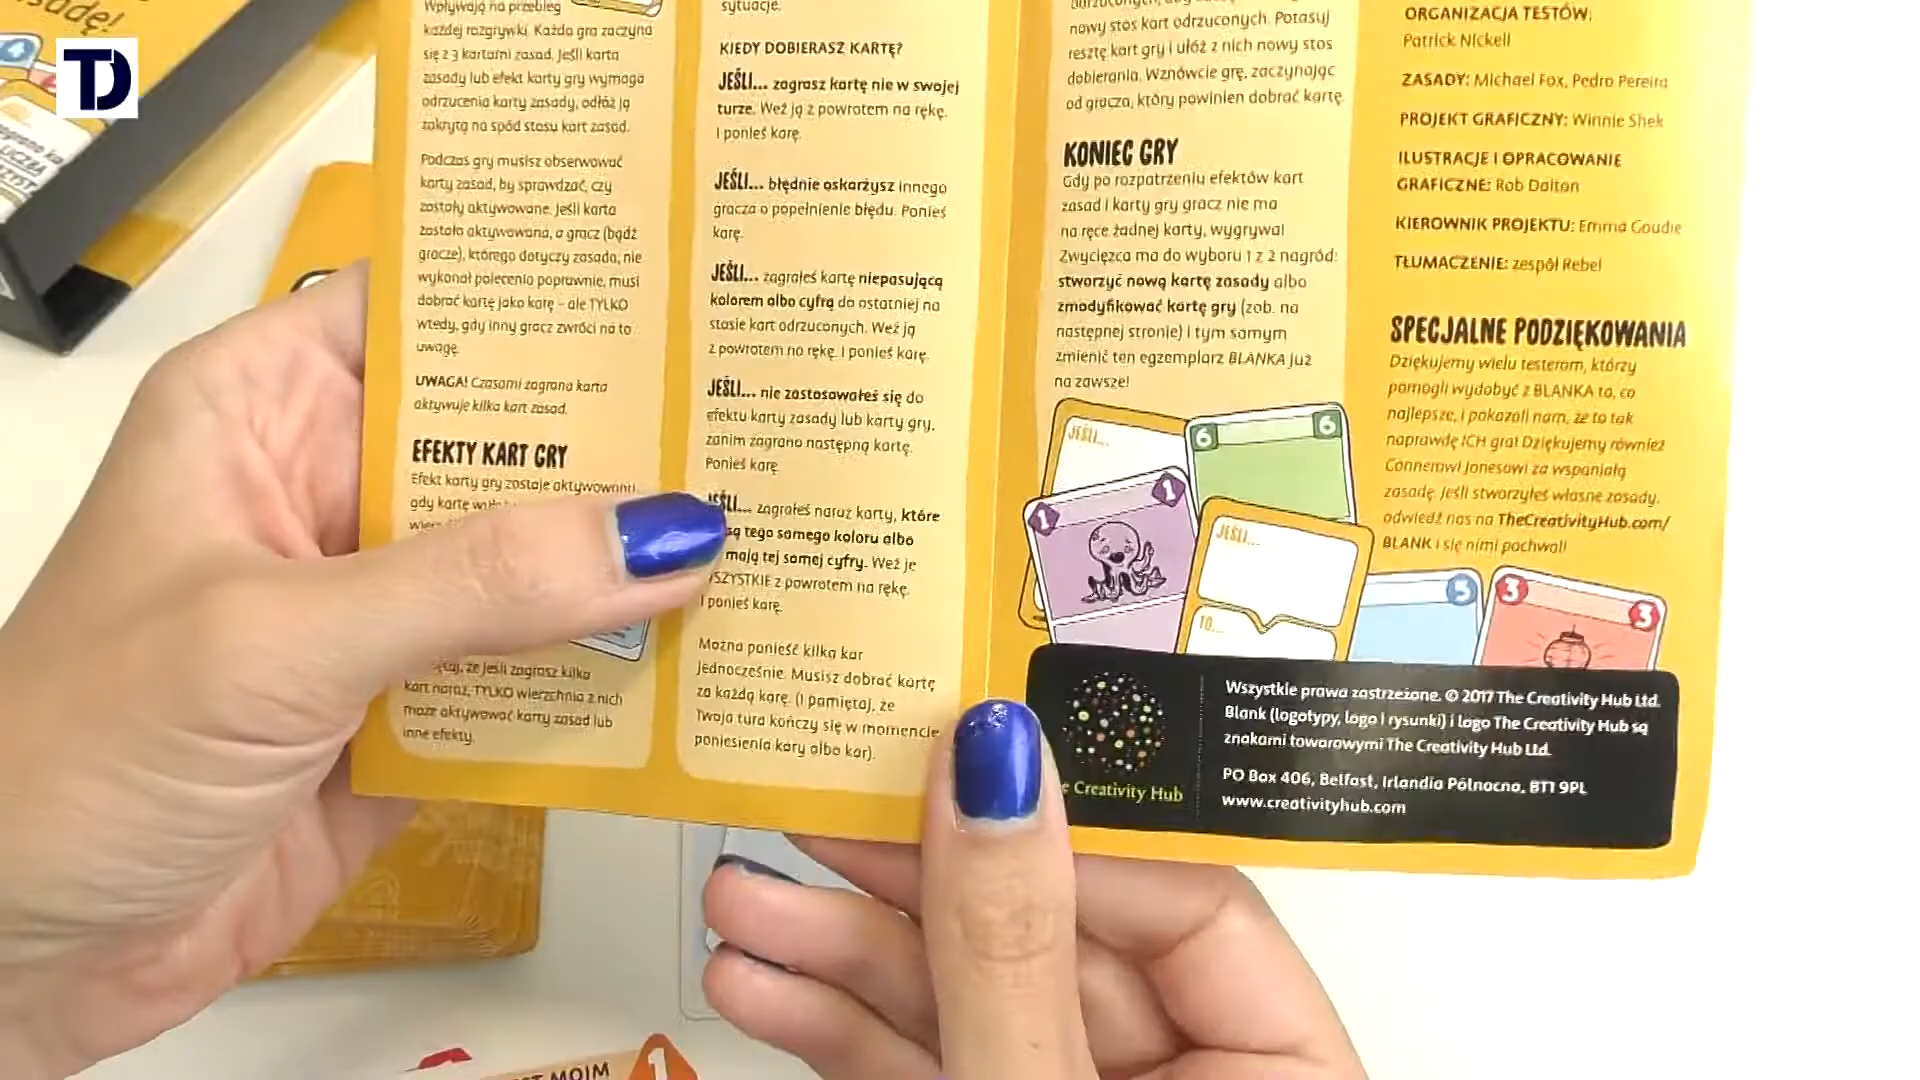 sadę!
4
TD
Wpływają na przebieg
każdej rozgrywki. Każda gra zaczyna
się z 3 kartami zasad. Jeśli karta
zasady lub efekt karty gry wymaga
odrzucenia karty zasady, odłóż ją
zakrytą na spód stosu kart zasad.
Podczas gry musisz obserwować
karty zasad, by sprawdzać, czy
zostały aktywowane. Jeśli karta
została aktywowana, a gracz (bądź
gracze), którego dotyczy zasada, nie
wykonał polecenia poprawnie, musi
dobrać kartę jako karę – ale TYLKO
wtedy, gdy inny gracz zwróci na to
uwagę.
UWAGA! Czasami zagrana karta
aktywuje kilka kart zasad.
EFEKTY KART GRY
Efekt karty gry zostaje aktywowany,
gdy kartę
że jeśli zagrasz kilka
kart naraz, TYLKO wierzchnia z nich
może aktywować karty zasad lub
inne efekty.
sytuacje.
KIEDY DOBIERASZ KARTĘ?
JEŚLI... zagrasz kartę nie w swojej
turze. Weź ją z powrotem na rękę.
I ponieś karę.
JEŚLI... błędnie oskarżysz innego
gracza o popełnienie błędu. Ponieś
karę.
JEŚLI... zagrałeś kartę niepasującą
kolorem albo cyfrą do ostatniej na
stosie kart odrzuconych. Weź ją
z powrotem na rękę. I ponieś karę.
JEŚLI... nie zastosowałeś się do
efektu karty zasady lub karty gry,
zanim zagrano następną kartę.
Ponieś karę.
JEŚLI... zagrałeś naraz karty, które
są tego samego koloru albo
mają tej samej cyfry. Weź je
WSZYSTKIE z powrotem na rękę.
I ponieś karę.
Można ponieść kilka kar
jednocześnie. Musisz dobrać kartę
za każdą karę. (I pamiętaj, że
Twoja tura kończy się w momencie
poniesienia kary albo kar).
nowy stos kart odrzuconych. Potasuj
resztę kart gry i ułóż z nich nowy stos
dobierania. Wznówcie grę, zaczynając
od gracza, który powinien dobrać kartę.
KONIEC GRY
Gdy po rozpatrzeniu efektów kart
zasad i karty gry gracz nie ma
na ręce żadnej karty, wygrywa!
Zwycięzca ma do wyboru 1 z 2 nagród:
stworzyć nową kartę zasady albo
zmodyfikować kartę gry (zob. na
następnej stronie) i tym samym
zmienić ten egzemplarz BLANKA już
na zawsze!
JEŚLI...
6
6
1
1
JEŚLI...
TO...
5
3
3
ORGANIZACJA TESTÓW:
Patrick Nickell
ZASADY: Michael Fox, Pedro Pereira
PROJEKT GRAFICZNY: Winnie Shek
ILUSTRACJE I OPRACOWANIE
GRAFICZNE: Rob Dalton
KIEROWNIK PROJEKTU: Emma Goudie
TŁUMACZENIE: zespół Rebel
SPECJALNE PODZIĘKOWANIA
Dziękujemy wielu testerom, którzy
pomogli wydobyć z BLANKA to, co
najlepsze, i pokazali nam, że to tak
naprawdę ICH gra! Dziękujemy również
Connerowi Jonesowi za wspaniałą
zasadę. Jeśli stworzyłeś własne zasady,
odwiedź nas na TheCreativityHub.com/
BLANK i się nimi pochwal!
Creativity Hub
Wszystkie prawa zastrzeżone. © 2017 The Creativity Hub Ltd.
Blank (logotypy, logo i rysunki) i logo The Creativity Hub są
znakami towarowymi The Creativity Hub Ltd.
PO Box 406, Belfast, Irlandia Północna, BT1 9PL
www.creativityhub.com
MOIM
1